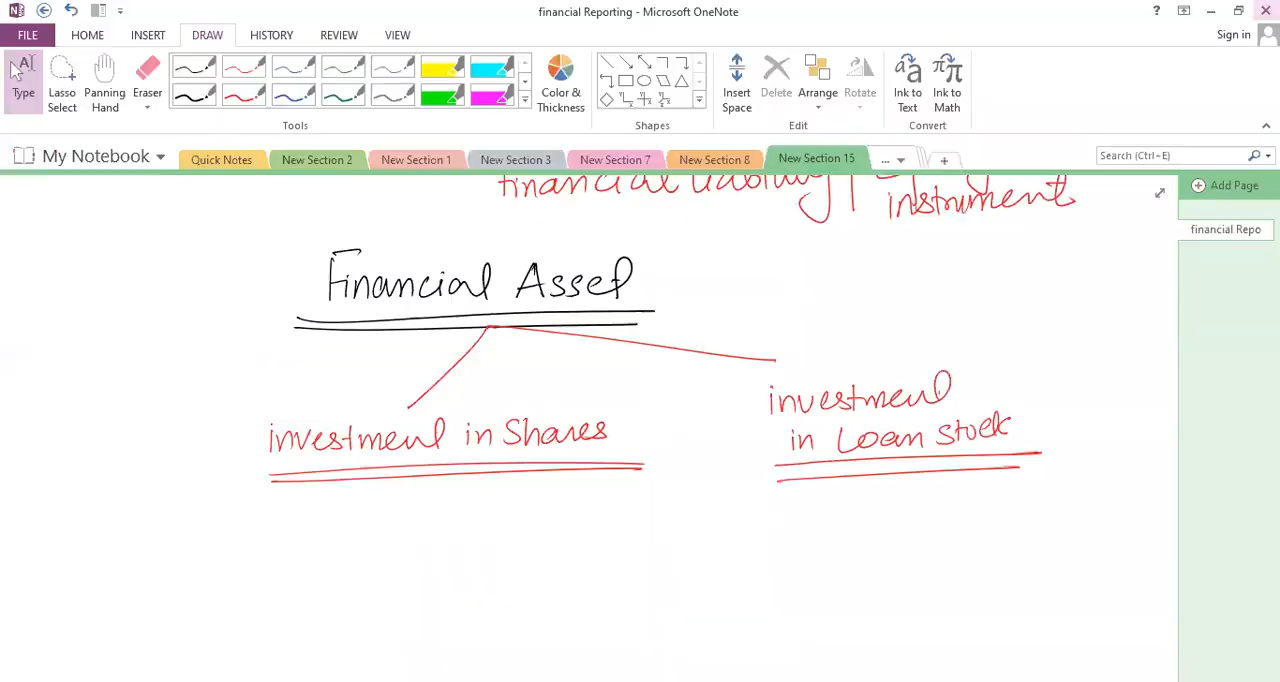 financial Reporting - Microsoft OneNote
Sign in
FILE HOME INSERT DRAW HISTORY REVIEW VIEW
Type
Lasso Select
Panning Hand
Eraser
Color & Thickness
Insert Space
Delete
Arrange
Rotate
Ink to Text
Ink to Math
Tools
Shapes
Edit
Convert
My Notebook
Quick Notes
New Section 2
New Section 1
New Section 3
New Section 7
New Section 8
New Section 15
...
Search (Ctrl+E)
Add Page
financial Repo
financial liability
instrument
Financial Asset
investment in Shares
investment
in Loan Stock